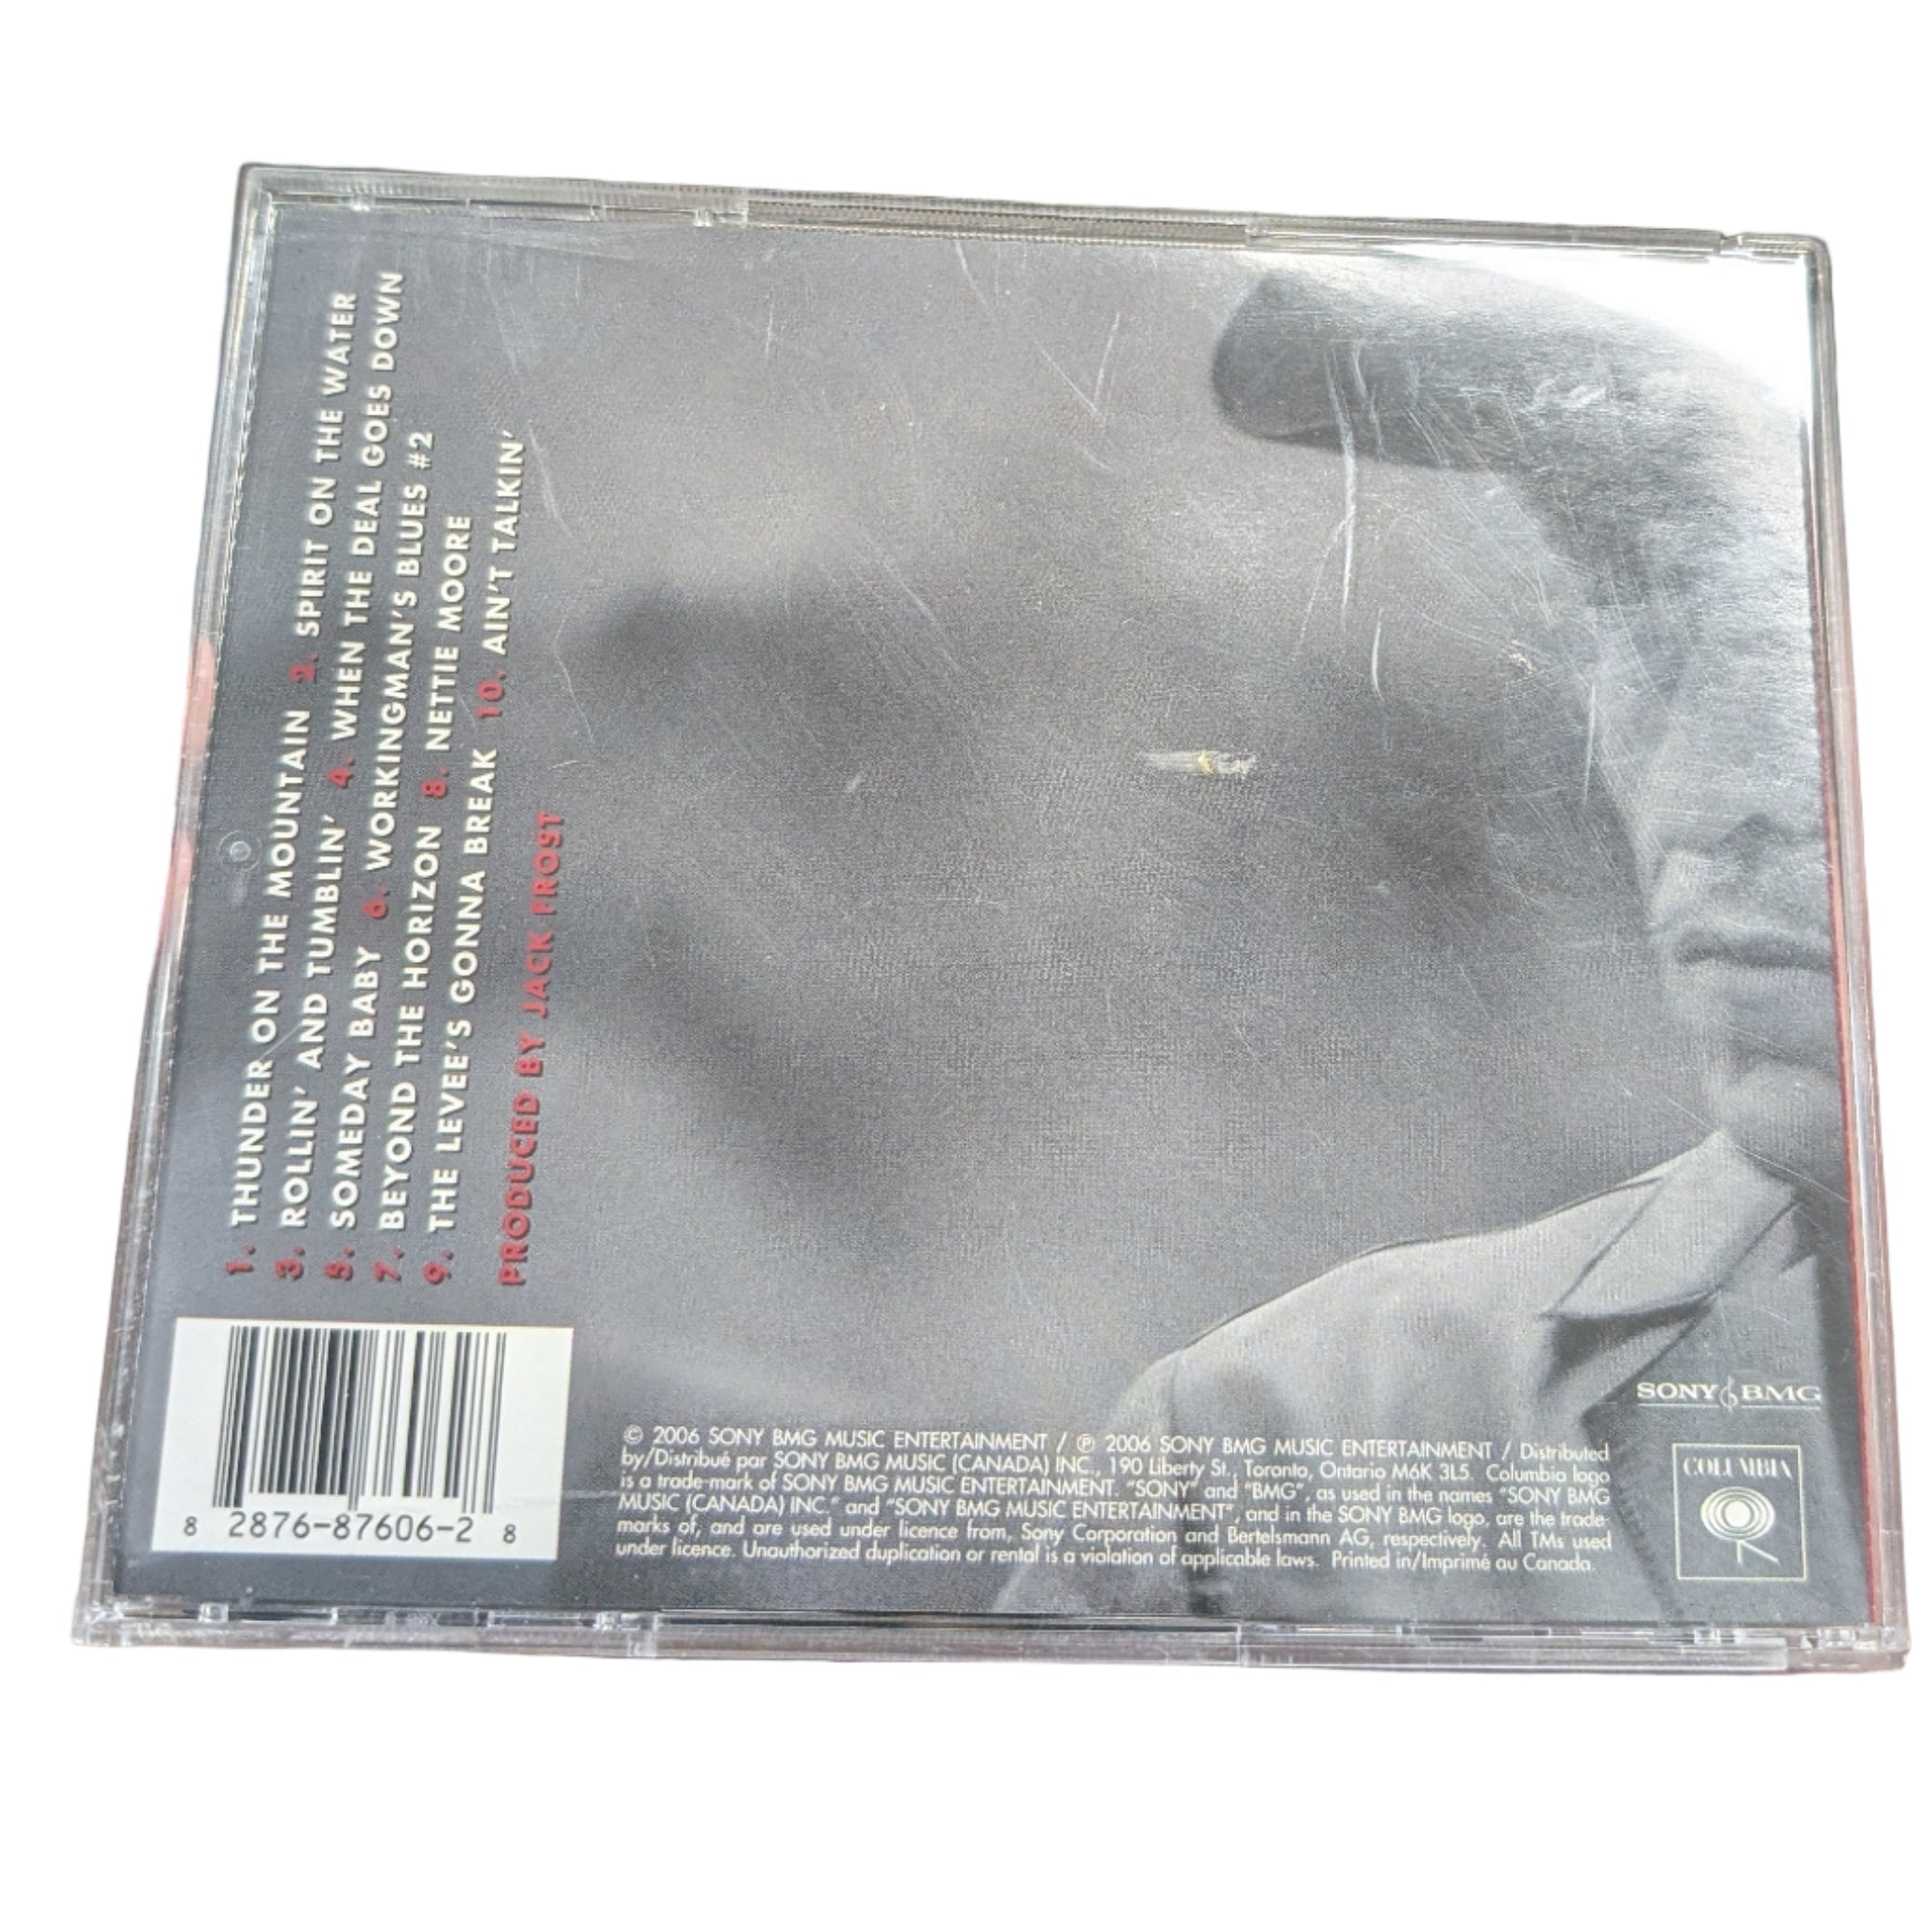 1. THUNDER ON THE MOUNTAIN 2. SPIRIT ON THE WATER
3. ROLLIN' AND TUMBLIN' 4. WHEN THE DEAL GOES DOWN
5. SOMEDAY BABY 6. WORKINGMAN'S BLUES #2
7. BEYOND THE HORIZON 8. NETTIE MOORE
9. THE LEVEE'S GONNA BREAK 10. AIN'T TALKIN'
PRODUCED BY JACK FROST
8 2876-87606-2 8
© 2006 SONY BMG MUSIC ENTERTAINMENT / ℗ 2006 SONY BMG MUSIC ENTERTAINMENT / Distributed
by/Distribué par SONY BMG MUSIC (CANADA) INC., 190 Liberty St., Toronto, Ontario M6K 3L5. Columbia logo
is a trade-mark of SONY BMG MUSIC ENTERTAINMENT. "SONY" and "BMG", as used in the names "SONY BMG
MUSIC (CANADA) INC." and "SONY BMG MUSIC ENTERTAINMENT", and in the SONY BMG logo, are the trade-
marks of, and are used under licence from, Sony Corporation and Bertelsmann AG, respectively. All TMs used
under licence. Unauthorized duplication or rental is a violation of applicable laws. Printed in/Imprimé au Canada.
SONY BMG
COLUMBIA